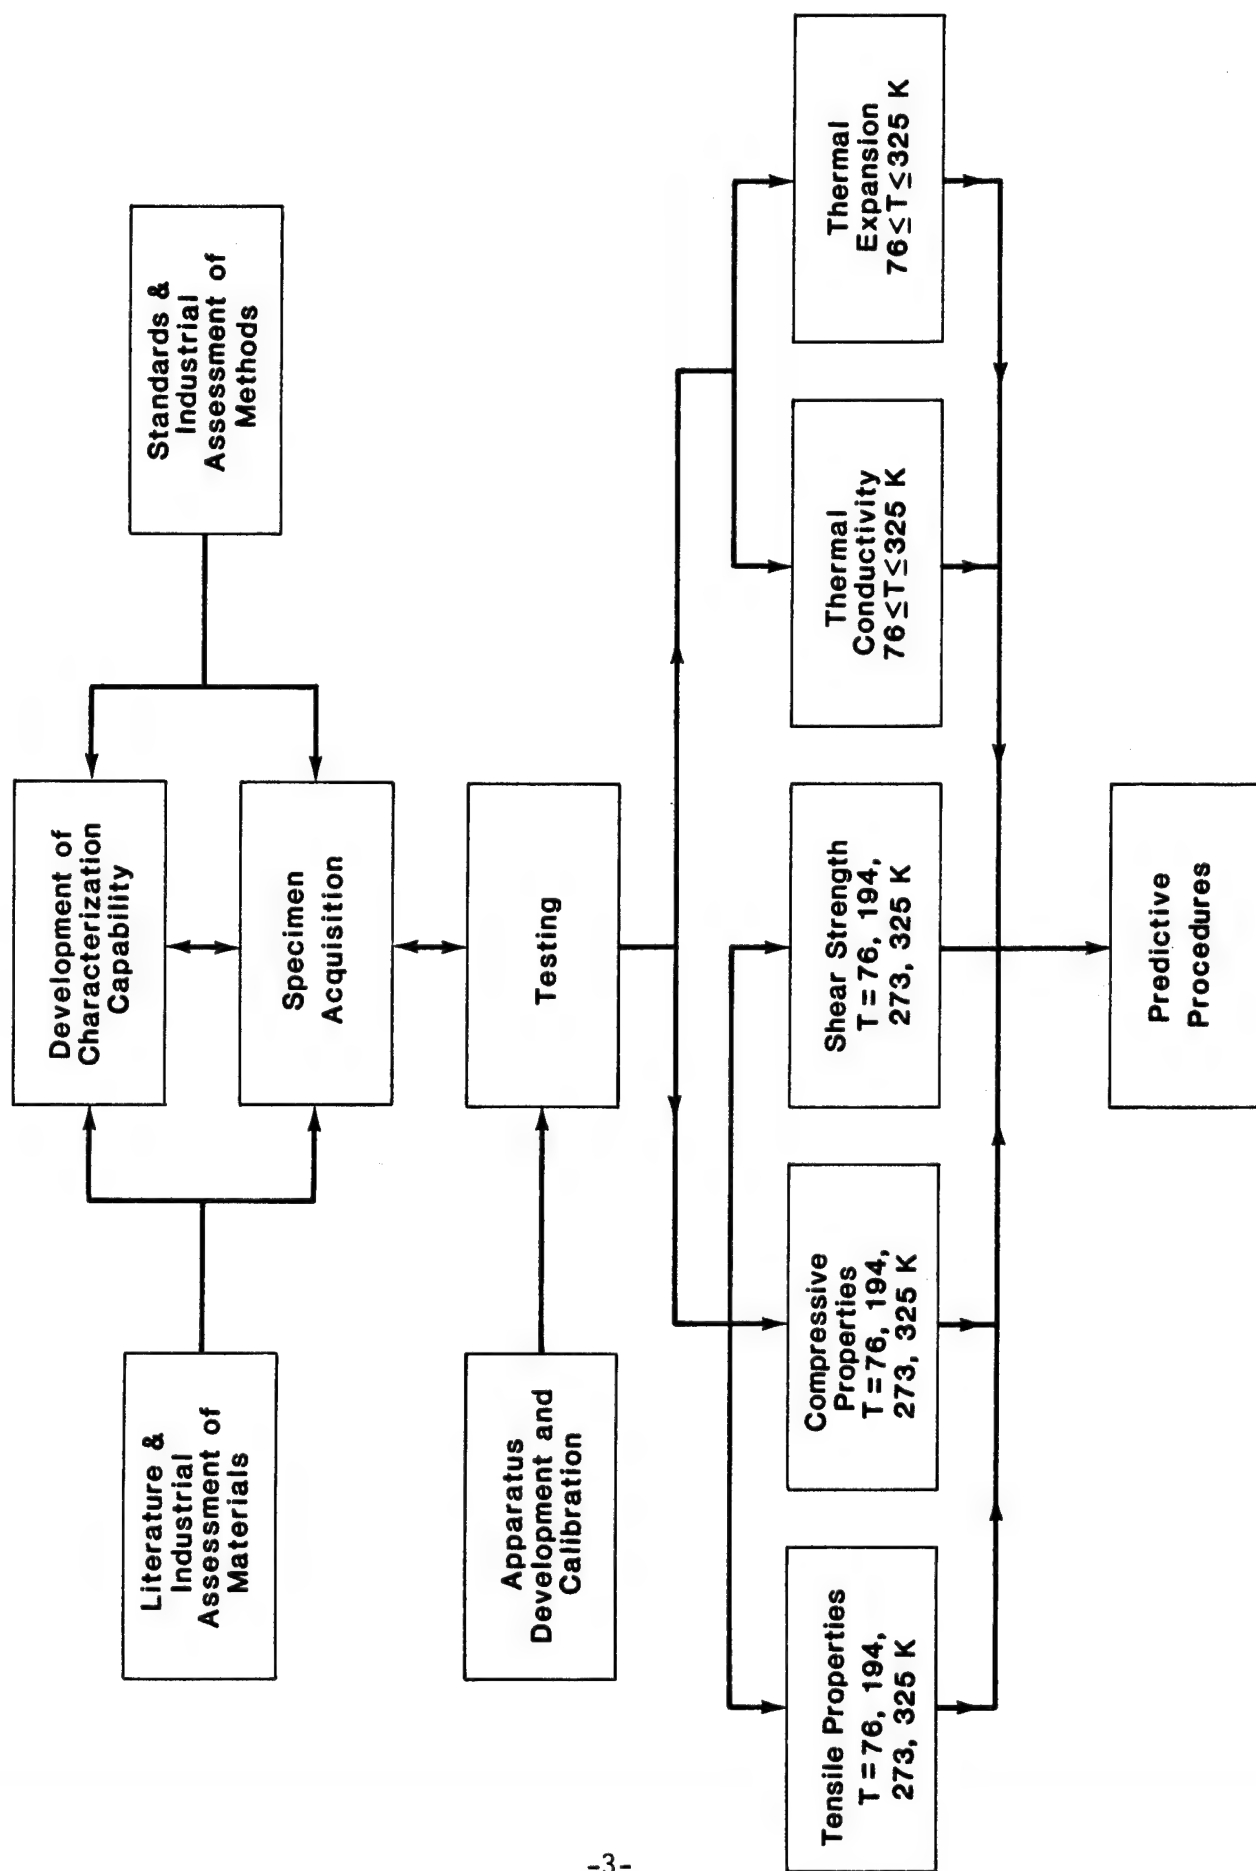 Development of
Characterization
Capability
Literature &
Industrial
Assessment of
Materials
Standards &
Industrial
Assessment of
Methods
Specimen
Acquisition
Apparatus
Development and
Calibration
Testing
Tensile Properties
T = 76, 194,
273, 325 K
Compressive
Properties
T = 76, 194,
273, 325 K
Shear Strength
T = 76, 194,
273, 325 K
Thermal
Conductivity
76≤T≤325 K
Thermal
Expansion
76≤T≤325 K
Predictive
Procedures
-3-